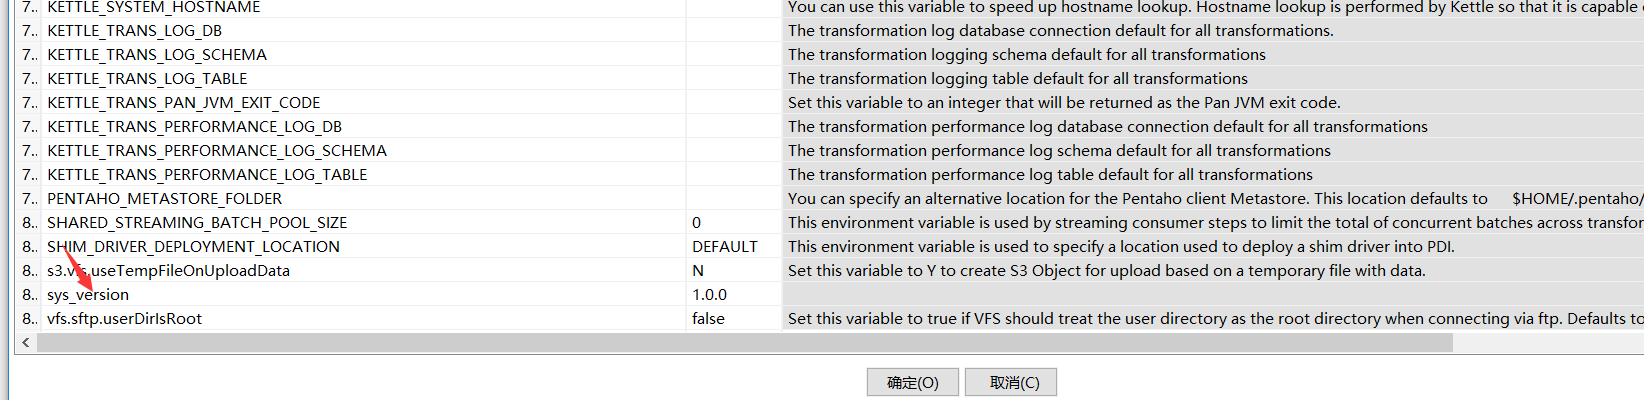 7.. KETTLE_SYSTEM_HOSTNAME You can use this variable to speed up hostname lookup. Hostname lookup is performed by Kettle so that it is capable
7.. KETTLE_TRANS_LOG_DB The transformation log database connection default for all transformations.
7.. KETTLE_TRANS_LOG_SCHEMA The transformation logging schema default for all transformations
7.. KETTLE_TRANS_LOG_TABLE The transformation logging table default for all transformations
7.. KETTLE_TRANS_PAN_JVM_EXIT_CODE Set this variable to an integer that will be returned as the Pan JVM exit code.
7.. KETTLE_TRANS_PERFORMANCE_LOG_DB The transformation performance log database connection default for all transformations
7.. KETTLE_TRANS_PERFORMANCE_LOG_SCHEMA The transformation performance log schema default for all transformations
7.. KETTLE_TRANS_PERFORMANCE_LOG_TABLE The transformation performance log table default for all transformations
7.. PENTAHO_METASTORE_FOLDER You can specify an alternative location for the Pentaho client Metastore. This location defaults to $HOME/.pentaho/
8.. SHARED_STREAMING_BATCH_POOL_SIZE 0 This environment variable is used by streaming consumer steps to limit the total of concurrent batches across transfor
8.. SHIM_DRIVER_DEPLOYMENT_LOCATION DEFAULT This environment variable is used to specify a location used to deploy a shim driver into PDI.
8.. s3.vfs.useTempFileOnUploadData N Set this variable to Y to create S3 Object for upload based on a temporary file with data.
8.. sys_version 1.0.0
8.. vfs.sftp.userDirIsRoot false Set this variable to true if VFS should treat the user directory as the root directory when connecting via ftp. Defaults to
确定(O) 取消(C)